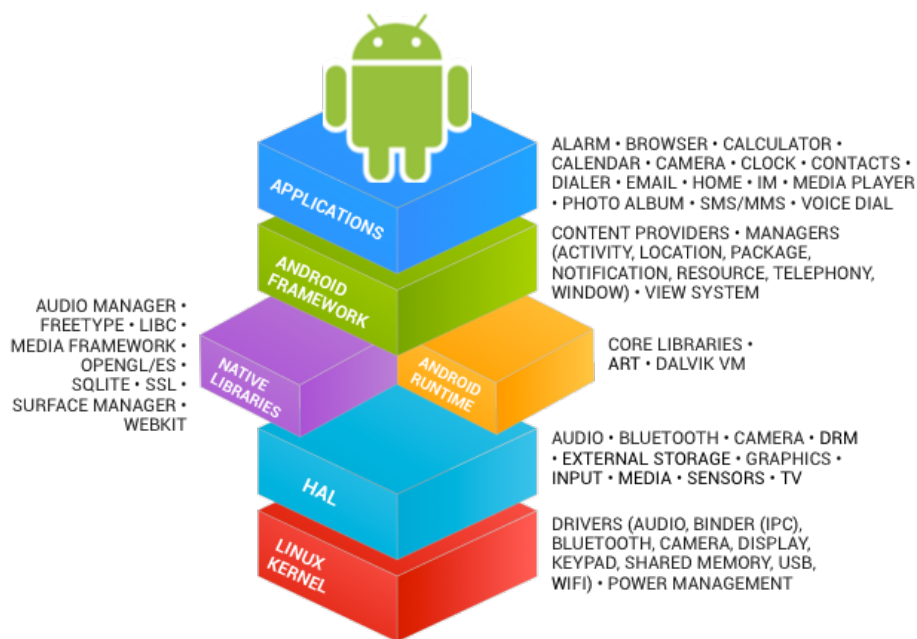 ALARM • BROWSER • CALCULATOR •
CALENDAR • CAMERA • CLOCK • CONTACTS •
DIALER • EMAIL • HOME • IM • MEDIA PLAYER
• PHOTO ALBUM • SMS/MMS • VOICE DIAL
APPLICATIONS
CONTENT PROVIDERS • MANAGERS
(ACTIVITY, LOCATION, PACKAGE,
NOTIFICATION, RESOURCE, TELEPHONY,
WINDOW) • VIEW SYSTEM
ANDROID
FRAMEWORK
AUDIO MANAGER •
FREETYPE • LIBC •
MEDIA FRAMEWORK •
OPENGL/ES •
SQLITE • SSL •
SURFACE MANAGER •
WEBKIT
NATIVE
LIBRARIES
ANDROID
RUNTIME
CORE LIBRARIES •
ART • DALVIK VM
HAL
AUDIO • BLUETOOTH • CAMERA • DRM
• EXTERNAL STORAGE • GRAPHICS •
INPUT • MEDIA • SENSORS • TV
LINUX
KERNEL
DRIVERS (AUDIO, BINDER (IPC),
BLUETOOTH, CAMERA, DISPLAY,
KEYPAD, SHARED MEMORY, USB,
WIFI) • POWER MANAGEMENT